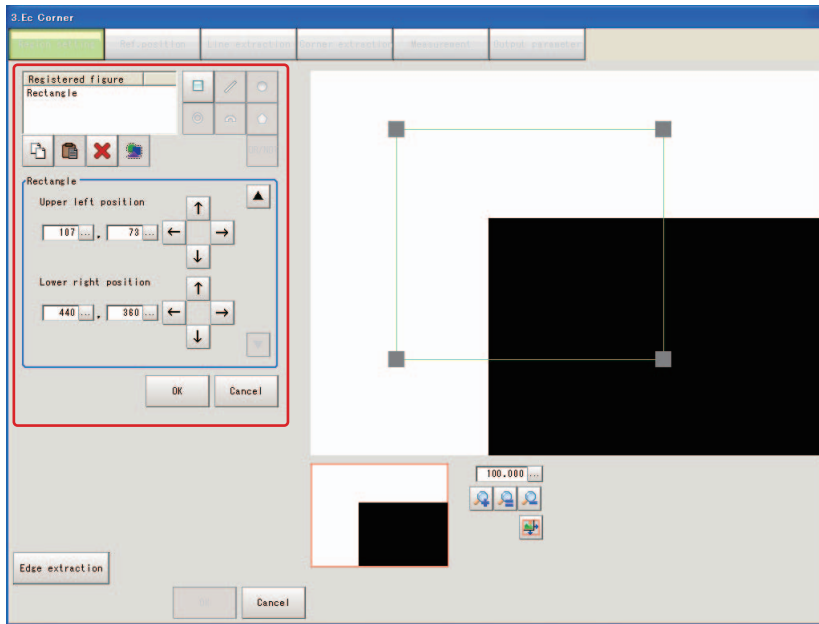 3.Ec Corner
Ref.position
Line extraction
Corner extraction
Measurement
Output parameter
Registered figure
Rectangle
Rectangle
Upper left position
107 ... , 73 ...
Lower right position
440 ... , 360 ...
OK Cancel
100.000 ...
Edge extraction
OK Cancel